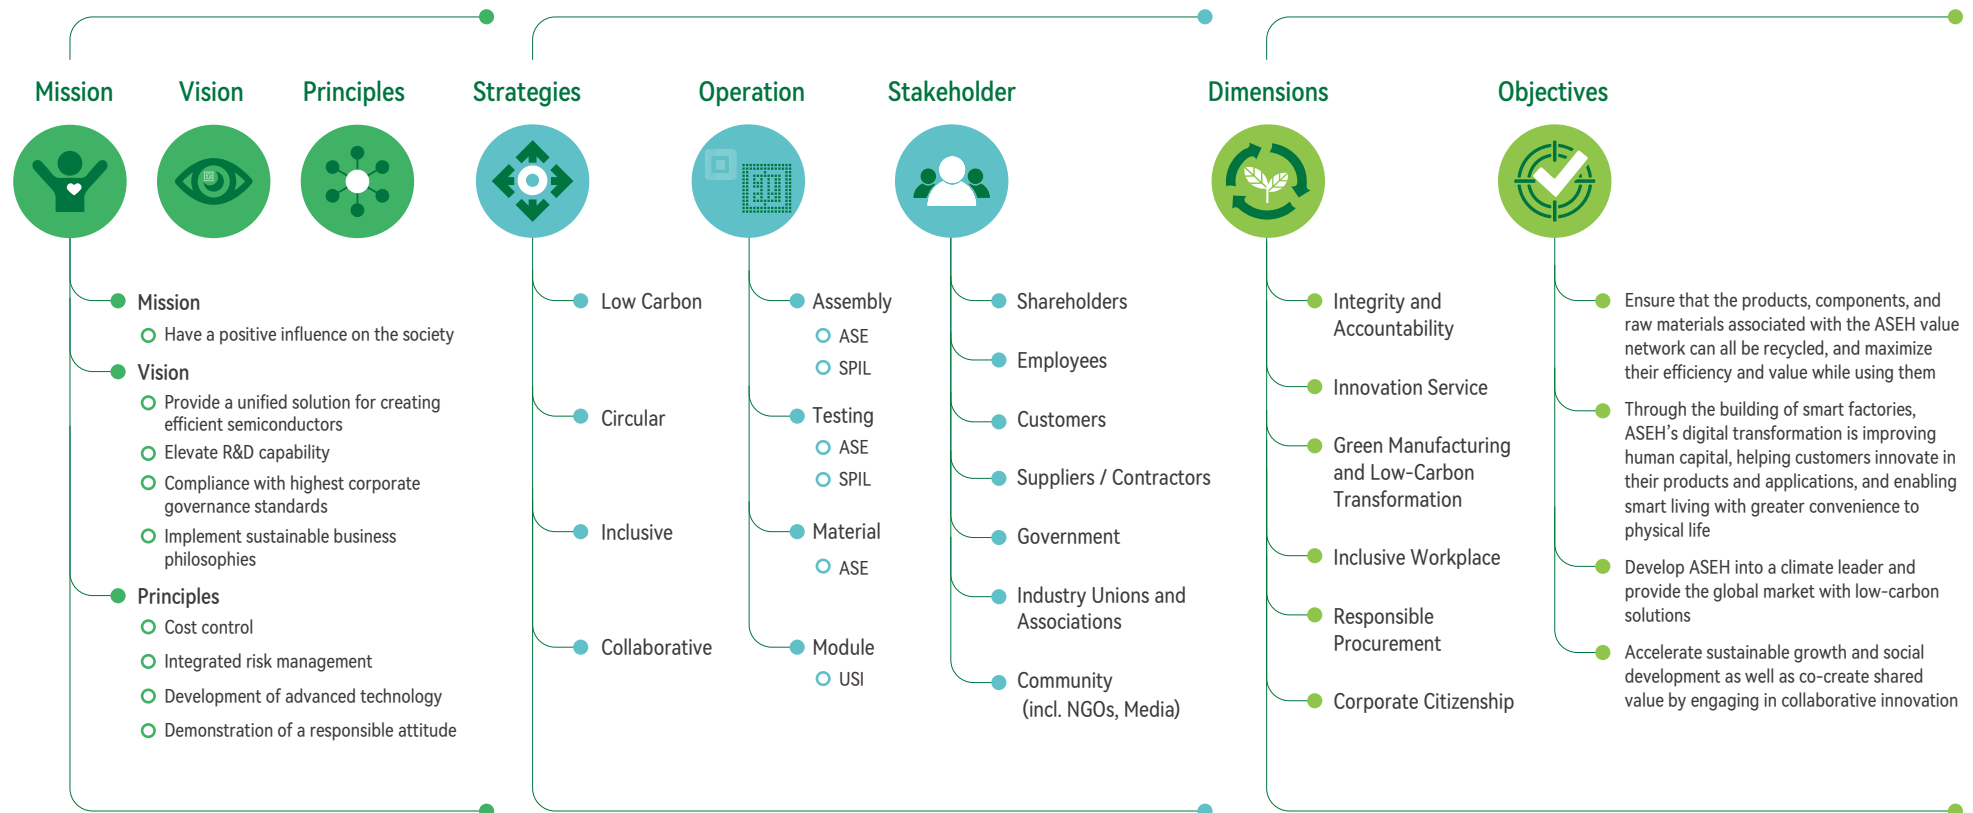 Mission
Vision
Principles
Strategies
Operation
Stakeholder
Dimensions
Objectives
Mission
Have a positive influence on the society
Vision
Provide a unified solution for creating
efficient semiconductors
Elevate R&D capability
Compliance with highest corporate
governance standards
Implement sustainable business
philosophies
Principles
Cost control
Integrated risk management
Development of advanced technology
Demonstration of a responsible attitude
Low Carbon
Circular
Inclusive
Collaborative
Assembly
ASE
SPIL
Testing
ASE
SPIL
Material
ASE
Module
USI
Shareholders
Employees
Customers
Suppliers / Contractors
Government
Industry Unions and
Associations
Community
(incl. NGOs, Media)
Integrity and
Accountability
Innovation Service
Green Manufacturing
and Low-Carbon
Transformation
Inclusive Workplace
Responsible
Procurement
Corporate Citizenship
Ensure that the products, components, and
raw materials associated with the ASEH value
network can all be recycled, and maximize
their efficiency and value while using them
Through the building of smart factories,
ASEH's digital transformation is improving
human capital, helping customers innovate in
their products and applications, and enabling
smart living with greater convenience to
physical life
Develop ASEH into a climate leader and
provide the global market with low-carbon
solutions
Accelerate sustainable growth and social
development as well as co-create shared
value by engaging in collaborative innovation